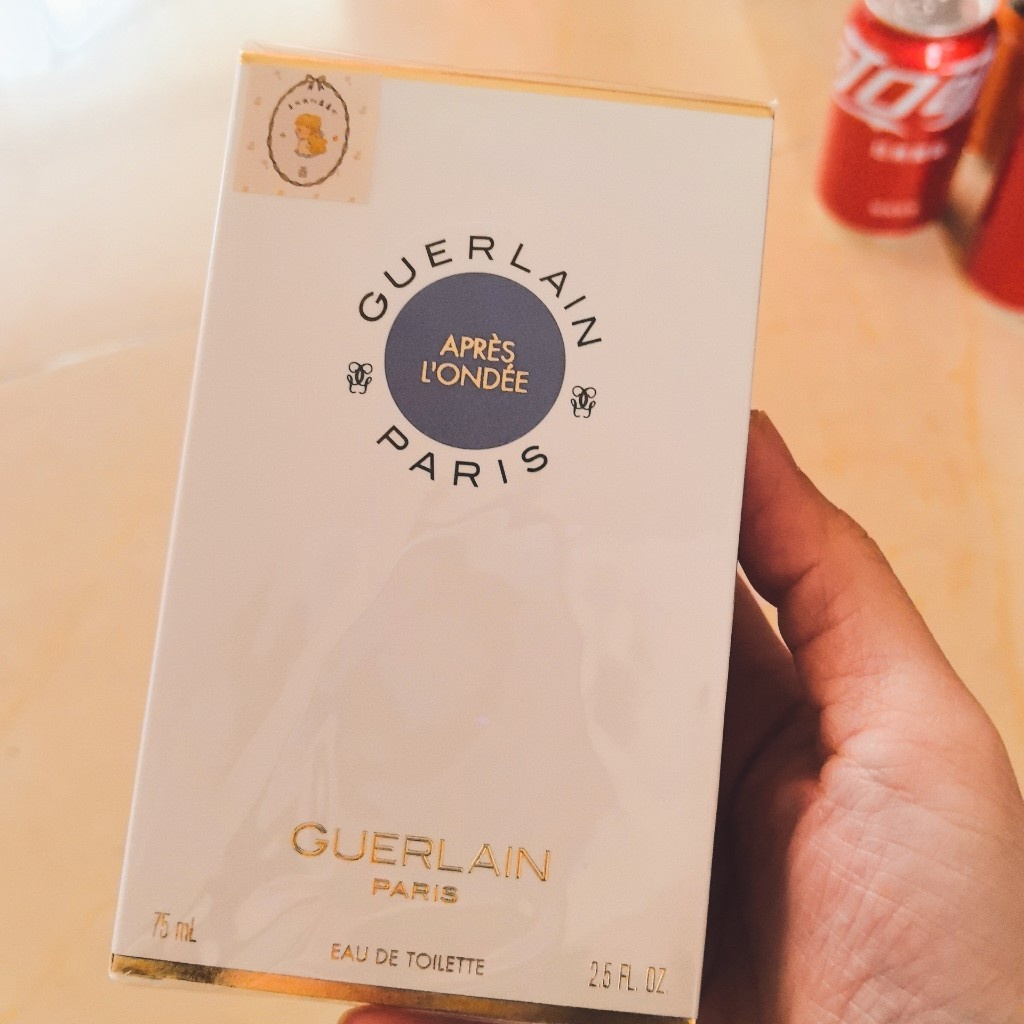 GUERLAIN
APRÈS
L'ONDÉE
PARIS
GUERLAIN
PARIS
75 mL
EAU DE TOILETTE
2.5 FL. OZ.